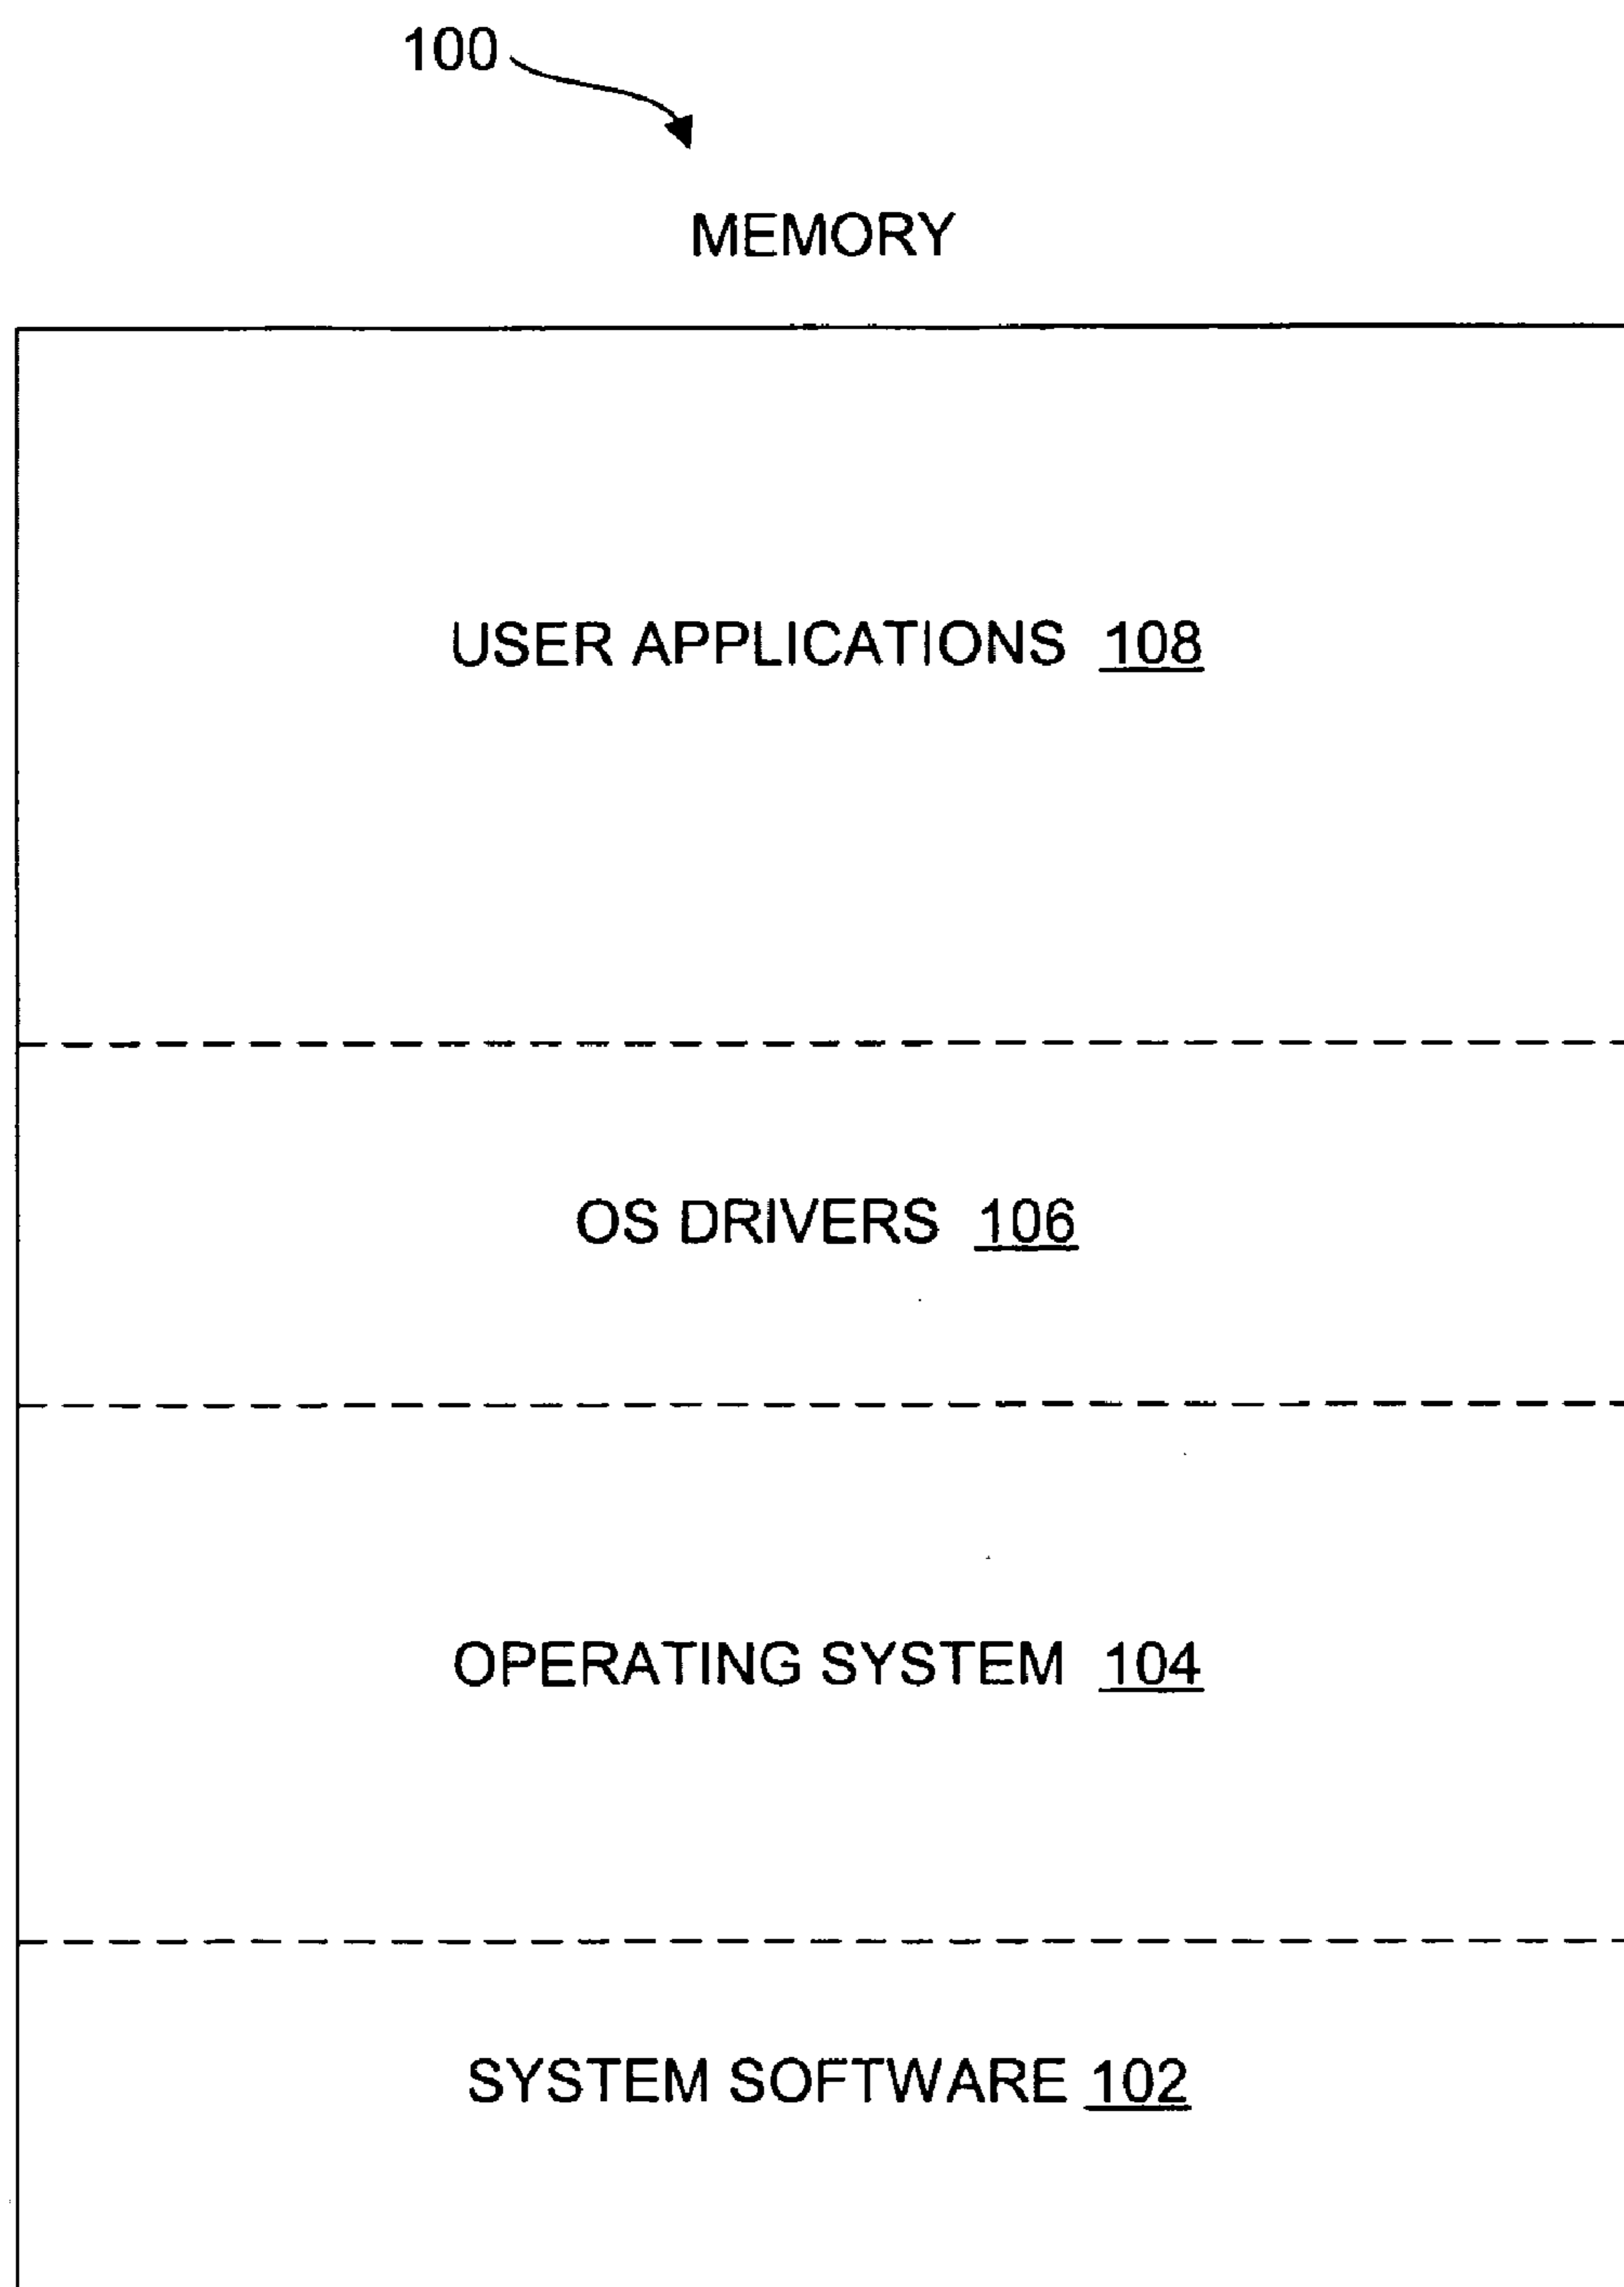 100
MEMORY
USER APPLICATIONS 108
OS DRIVERS 106
OPERATING SYSTEM 104
SYSTEM SOFTWARE 102